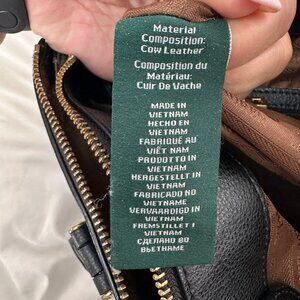 Material
Composition:
Cow Leather
Composition du
Matériau:
Cuir De Vache
MADE IN
VIETNAM
HECHO EN
VIETNAM
FABRIQUÉ AU
VIÊT NAM
PRODOTTO IN
VIETNAM
HERGESTELLT IN
VIETNAM
FABRICADO NO
VIETNAME
VERVAARDIGD IN
VIETNAM
FREMSTILLET I
VIETNAM
СДЕЛАНО ВО
ВЬЕТНАМЕ